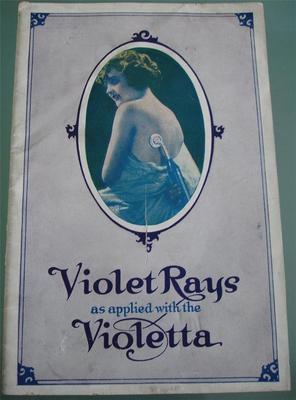 Violet Rays
as applied with the
Violetta